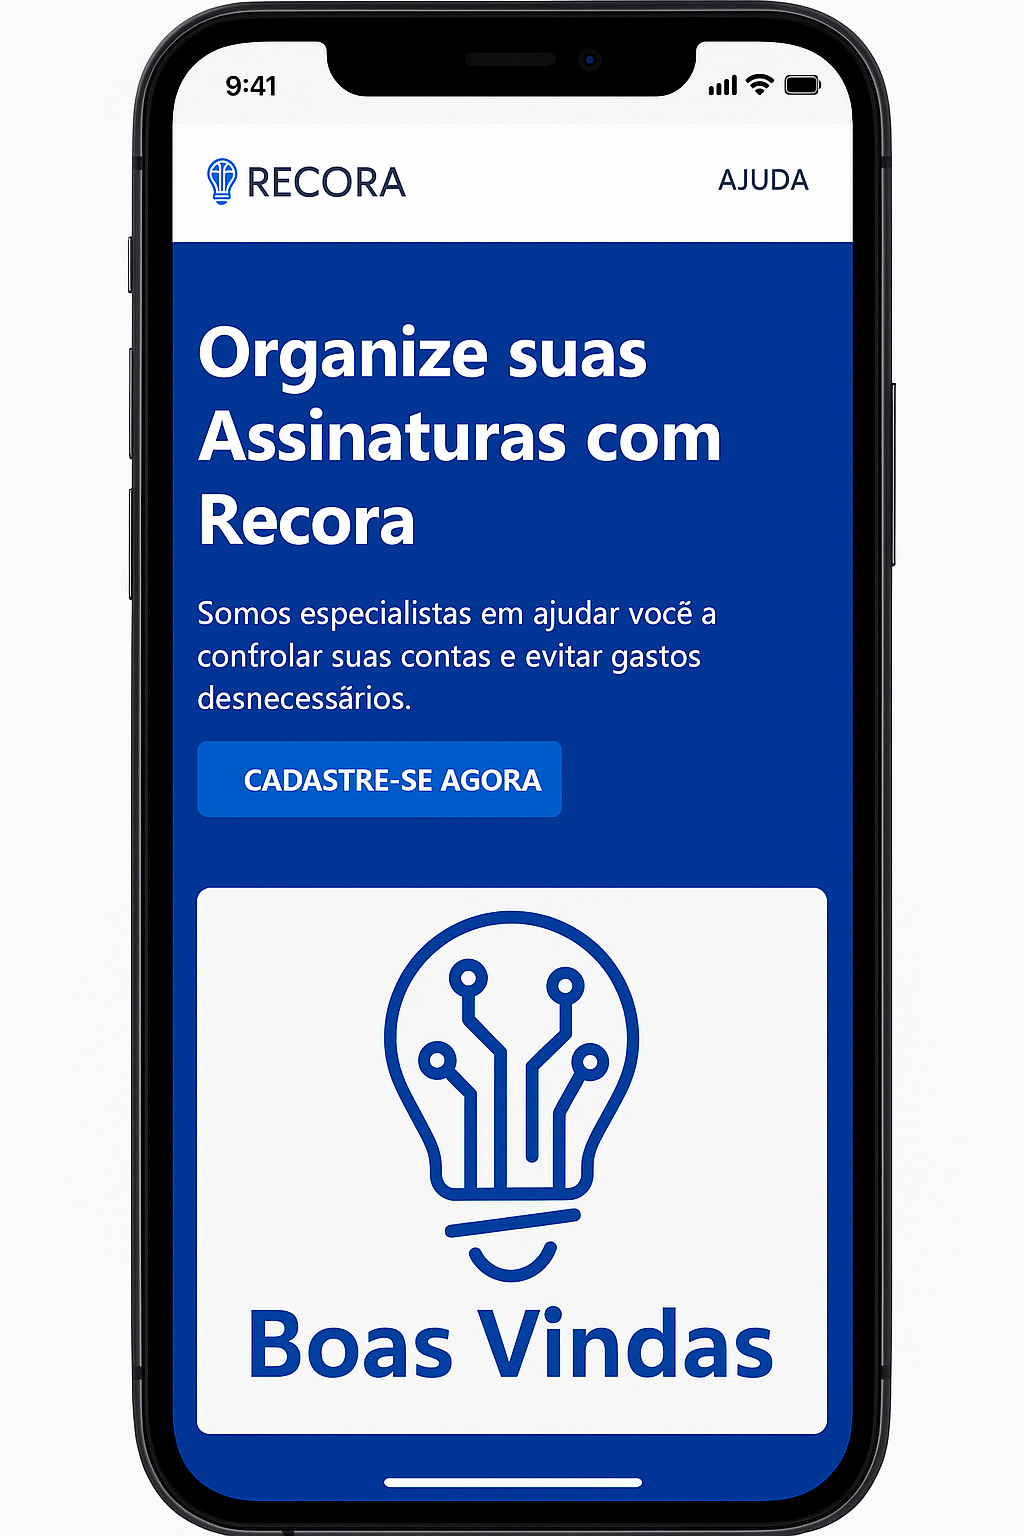 9:41
RECORA
AJUDA
Organize suas
Assinaturas com
Recora
Somos especialistas em ajudar você a
controlar suas contas e evitar gastos
desnecessários.
CADASTRE-SE AGORA
Boas Vindas